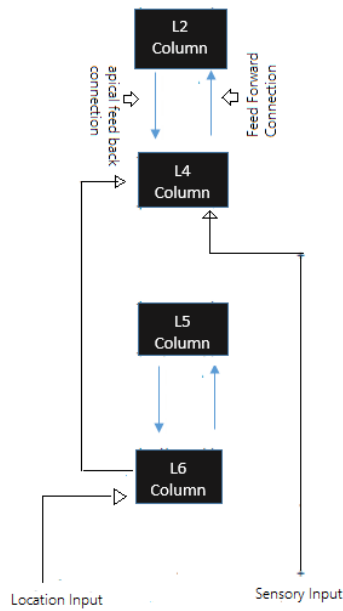 L2
Column
apical feed back
connection
Feed Forward
Connection
L4
Column
L5
Column
L6
Column
Location Input
Sensory Input